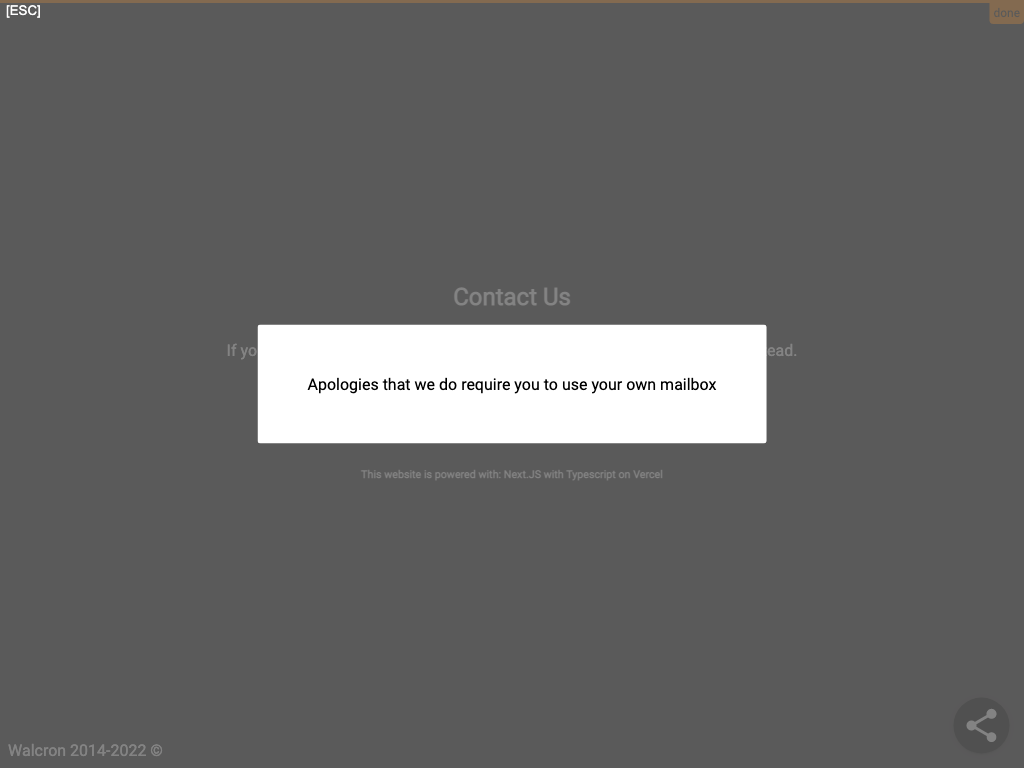 [ESC]
done
Contact Us
If yo
ead.
Apologies that we do require you to use your own mailbox
This website is powered with: Next.JS with Typescript on Vercel
Walcron 2014-2022 ©